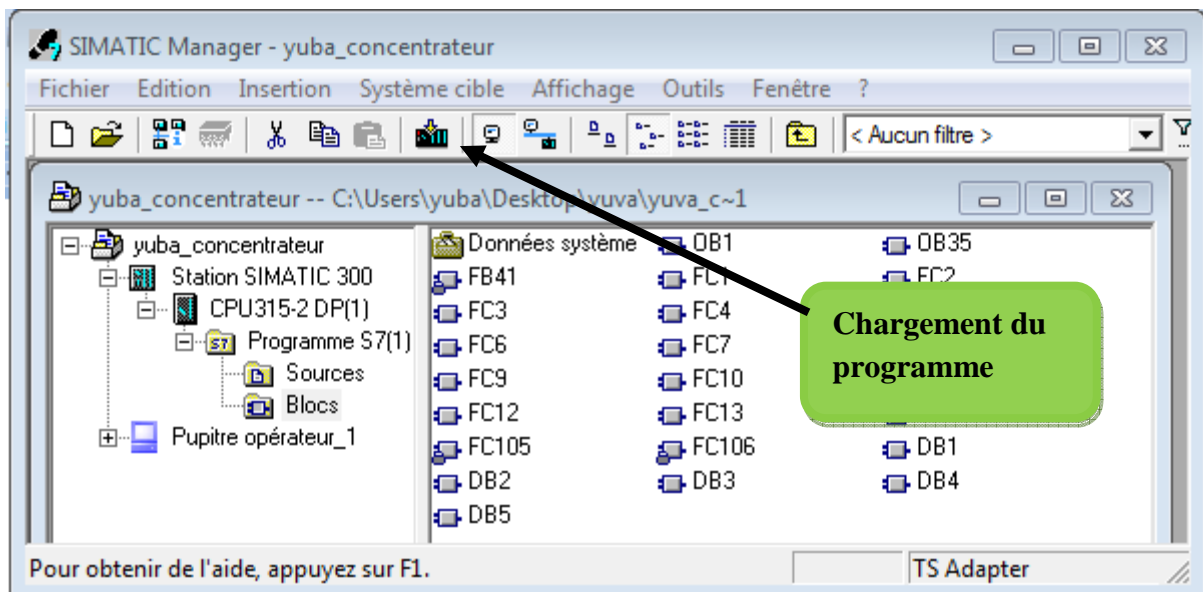 SIMATIC Manager - yuba_concentrateur
Fichier Edition Insertion Système cible Affichage Outils Fenêtre ?
< Aucun filtre >
yuba_concentrateur -- C:\Users\yuba\Desktop\yuva\yuva_c~1
yuba_concentrateur
Station SIMATIC 300
CPU315-2 DP(1)
Programme S7(1)
Sources
Blocs
Pupitre opérateur_1
Données système OB1 OB35
FB41 FC1 FC2
FC3 FC4
FC6 FC7
FC9 FC10
FC12 FC13
FC105 FC106 DB1
DB2 DB3 DB4
DB5
Chargement du
programme
Pour obtenir de l'aide, appuyez sur F1.
TS Adapter